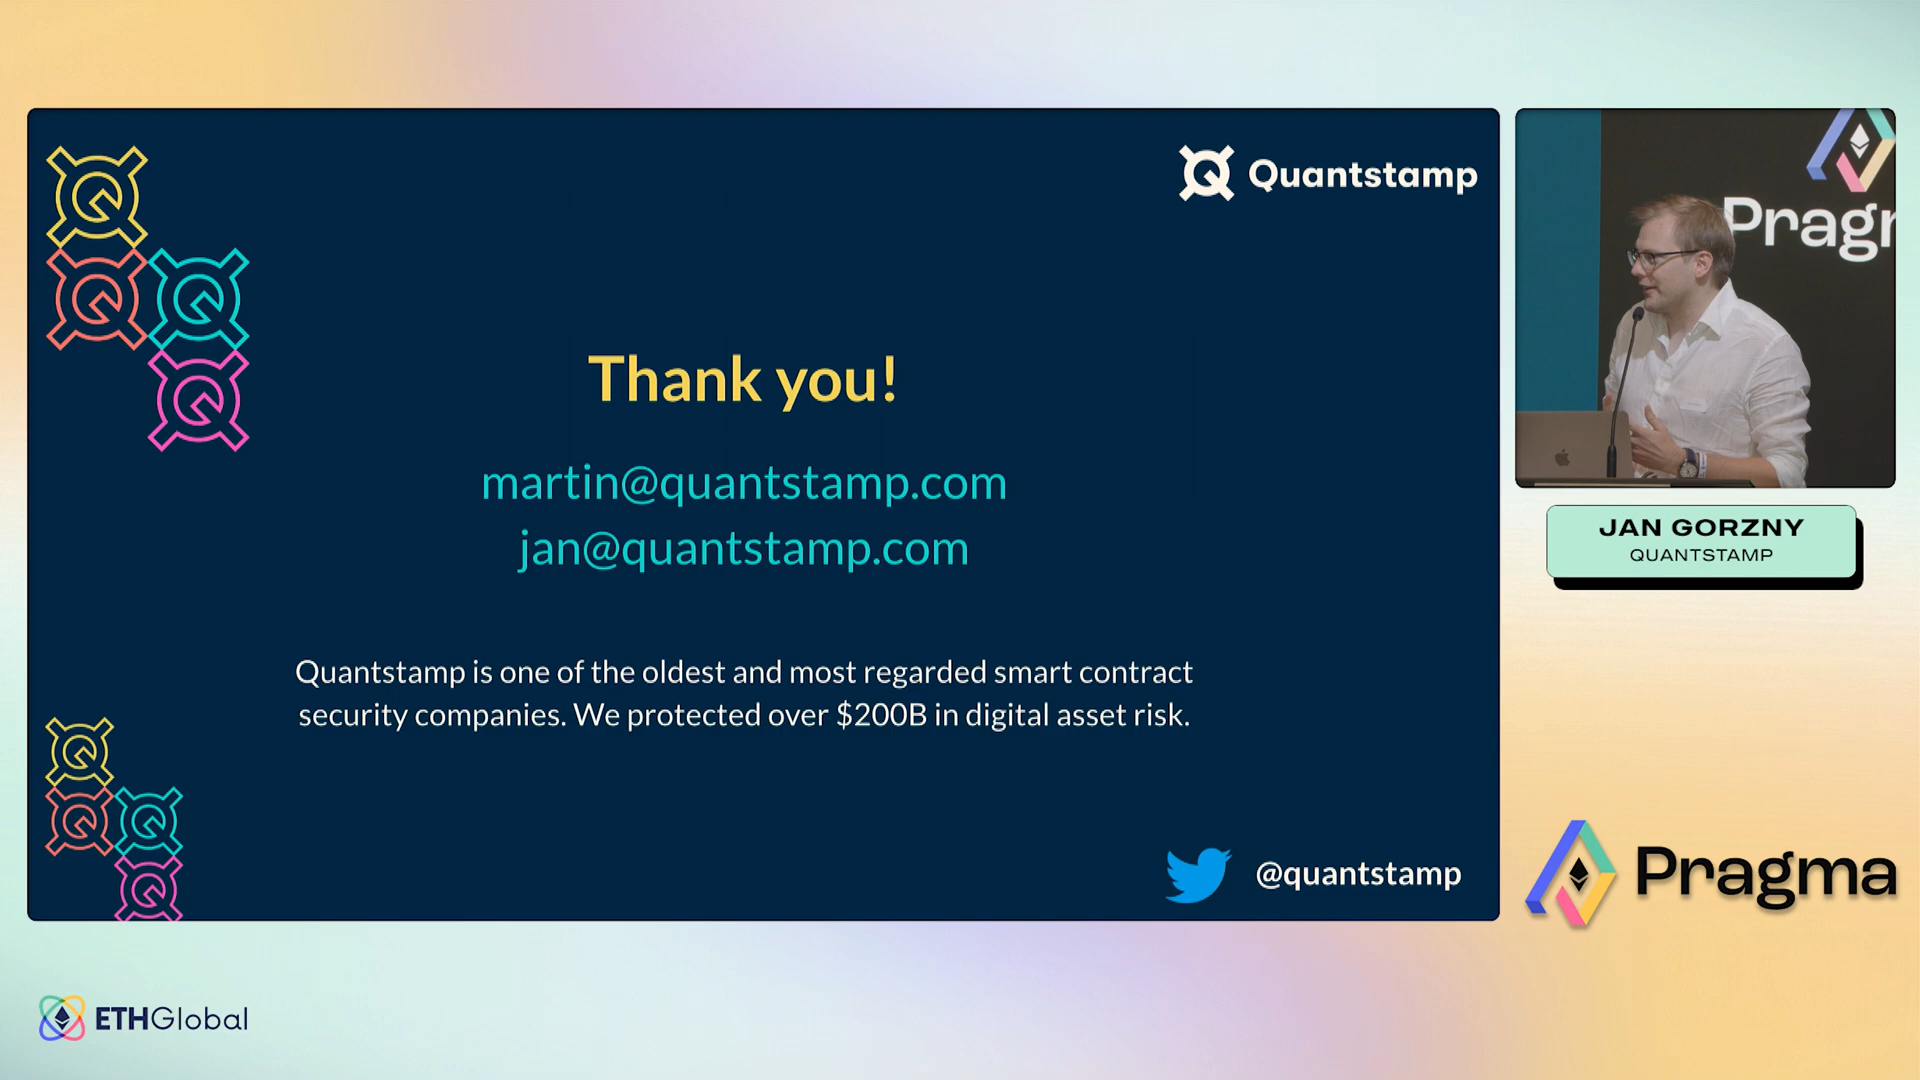 Quantstamp
Thank you!
martin@quantstamp.com
jan@quantstamp.com
Quantstamp is one of the oldest and most regarded smart contract
security companies. We protected over $200B in digital asset risk.
@quantstamp
Pragm
JAN GORZNY
QUANTSTAMP
Pragma
ETHGlobal